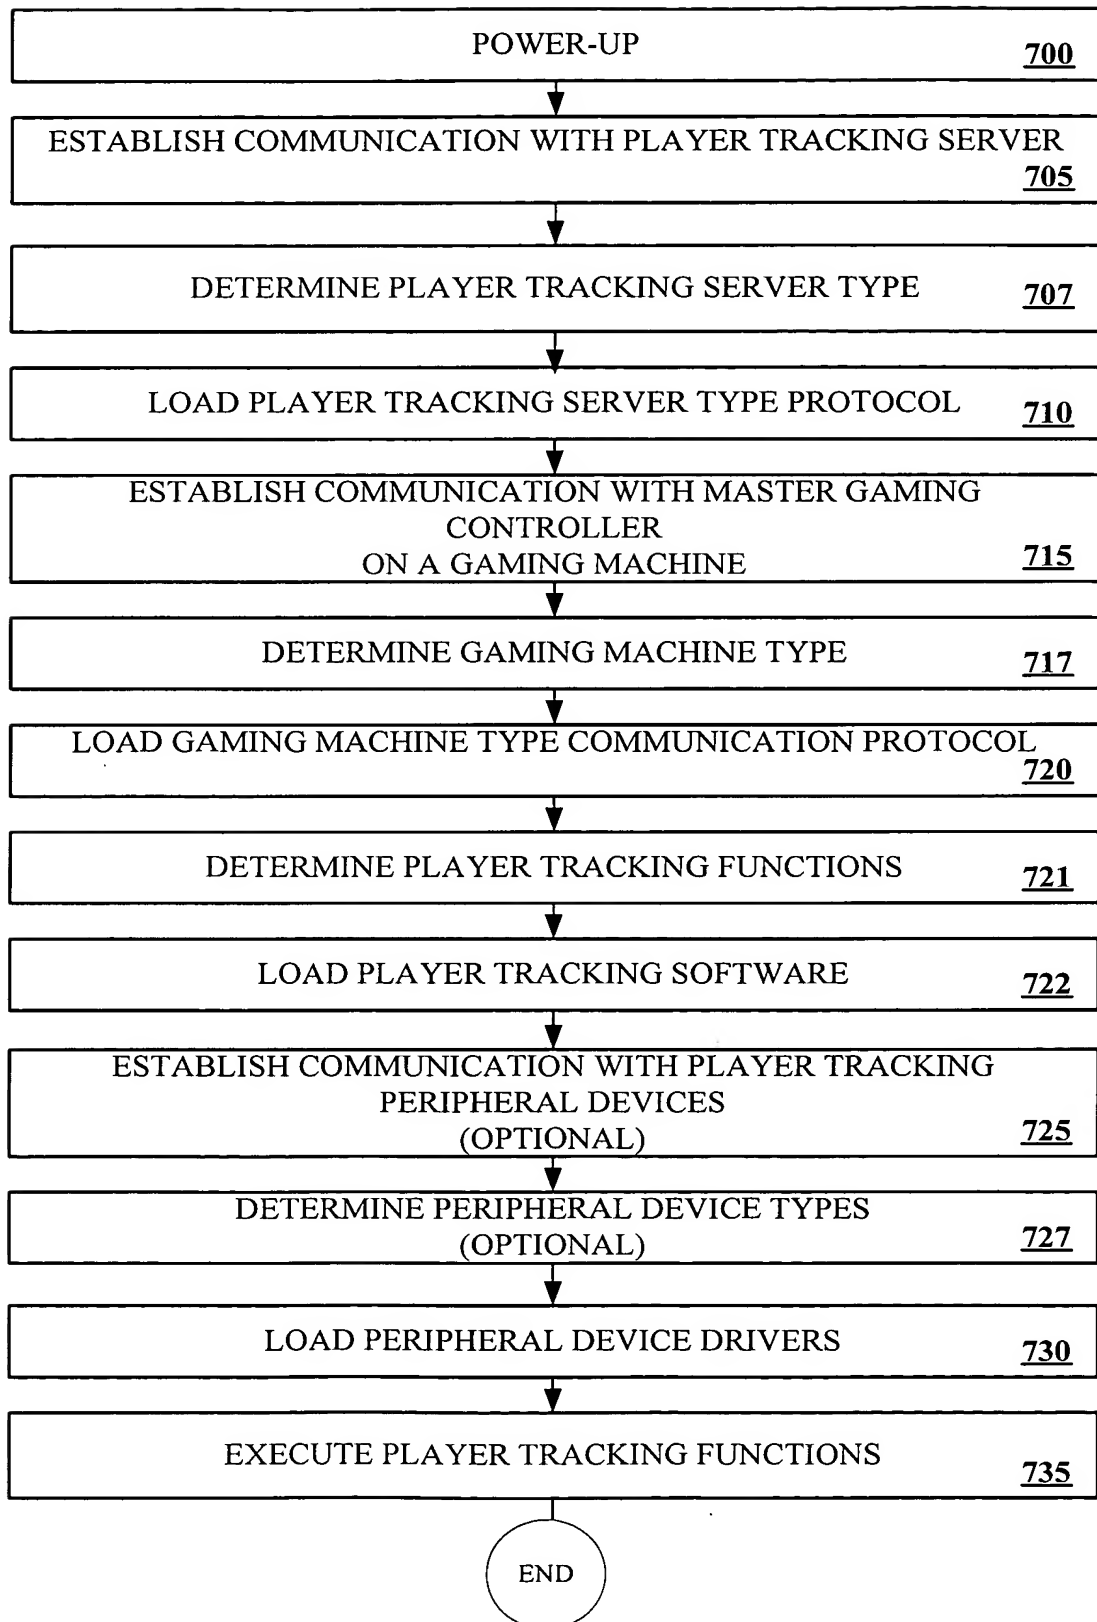 POWER-UP
700
ESTABLISH COMMUNICATION WITH PLAYER TRACKING SERVER
705
DETERMINE PLAYER TRACKING SERVER TYPE
707
LOAD PLAYER TRACKING SERVER TYPE PROTOCOL
710
ESTABLISH COMMUNICATION WITH MASTER GAMING
CONTROLLER
ON A GAMING MACHINE
715
DETERMINE GAMING MACHINE TYPE
717
LOAD GAMING MACHINE TYPE COMMUNICATION PROTOCOL
720
DETERMINE PLAYER TRACKING FUNCTIONS
721
LOAD PLAYER TRACKING SOFTWARE
722
ESTABLISH COMMUNICATION WITH PLAYER TRACKING
PERIPHERAL DEVICES
(OPTIONAL)
725
DETERMINE PERIPHERAL DEVICE TYPES
(OPTIONAL)
727
LOAD PERIPHERAL DEVICE DRIVERS
730
EXECUTE PLAYER TRACKING FUNCTIONS
735
END